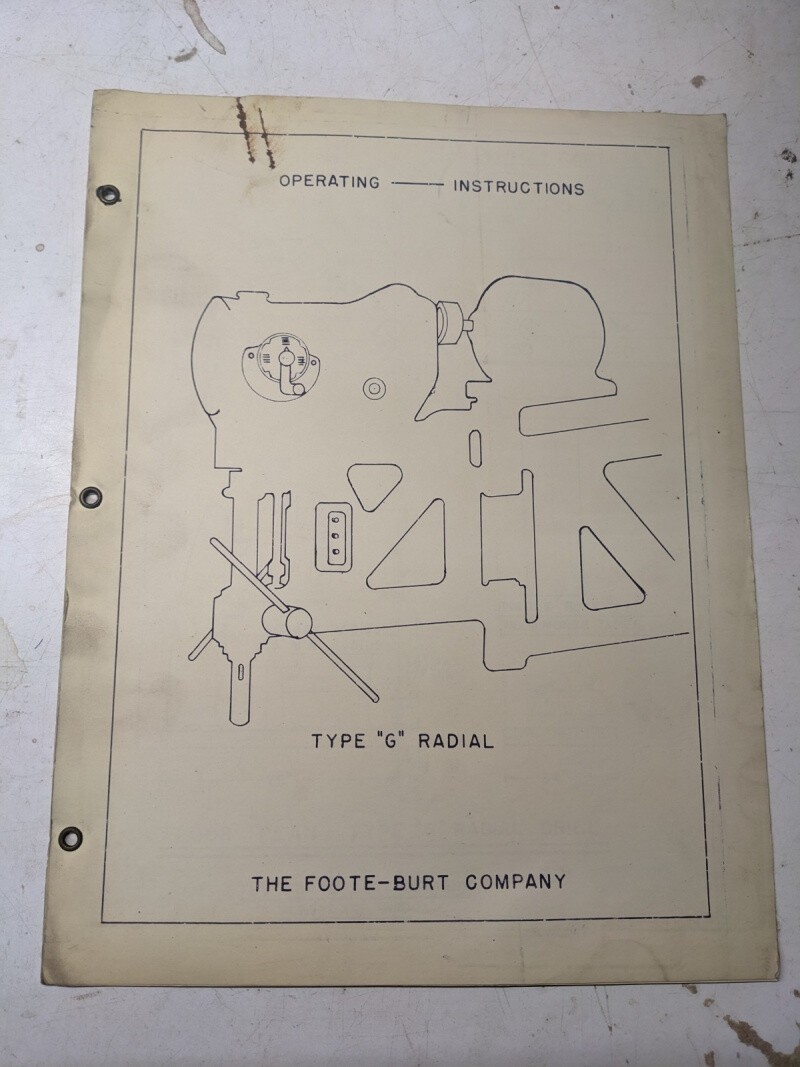 OPERATING —— INSTRUCTIONS
TYPE "G" RADIAL
THE FOOTE-BURT COMPANY